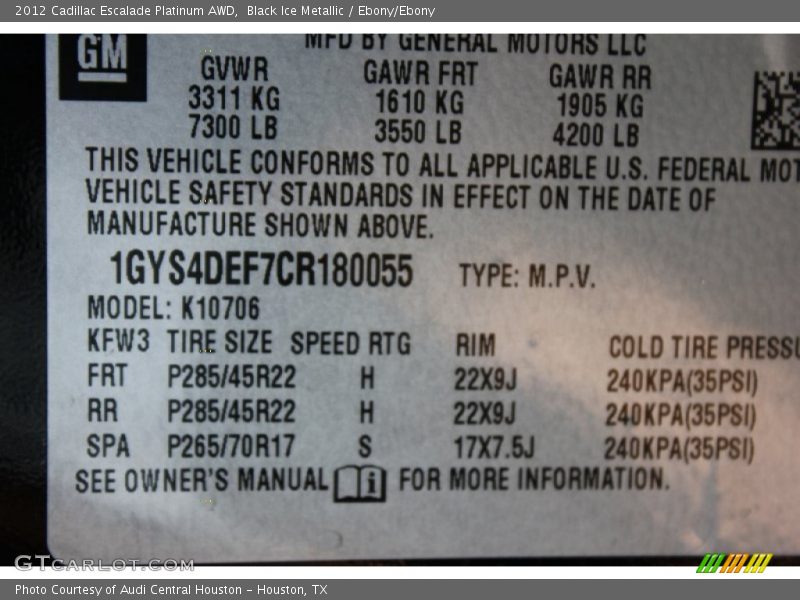 2012 Cadillac Escalade Platinum AWD,  Black Ice Metallic / Ebony/Ebony
GM
MFD BY GENERAL MOTORS LLC
GVWR GAWR FRT GAWR RR
3311 KG 1610 KG 1905 KG
7300 LB 3550 LB 4200 LB
THIS VEHICLE CONFORMS TO ALL APPLICABLE U.S. FEDERAL MOT
VEHICLE SAFETY STANDARDS IN EFFECT ON THE DATE OF
MANUFACTURE SHOWN ABOVE.
1GYS4DEF7CR180055 TYPE: M.P.V.
MODEL: K10706
KFW3 TIRE SIZE SPEED RTG RIM COLD TIRE PRESSU
FRT P285/45R22 H 22X9J 240KPA(35PSI)
RR P285/45R22 H 22X9J 240KPA(35PSI)
SPA P265/70R17 S 17X7.5J 240KPA(35PSI)
SEE OWNER'S MANUAL i FOR MORE INFORMATION.
GTCARLOT.COM
Photo Courtesy of Audi Central Houston - Houston, TX